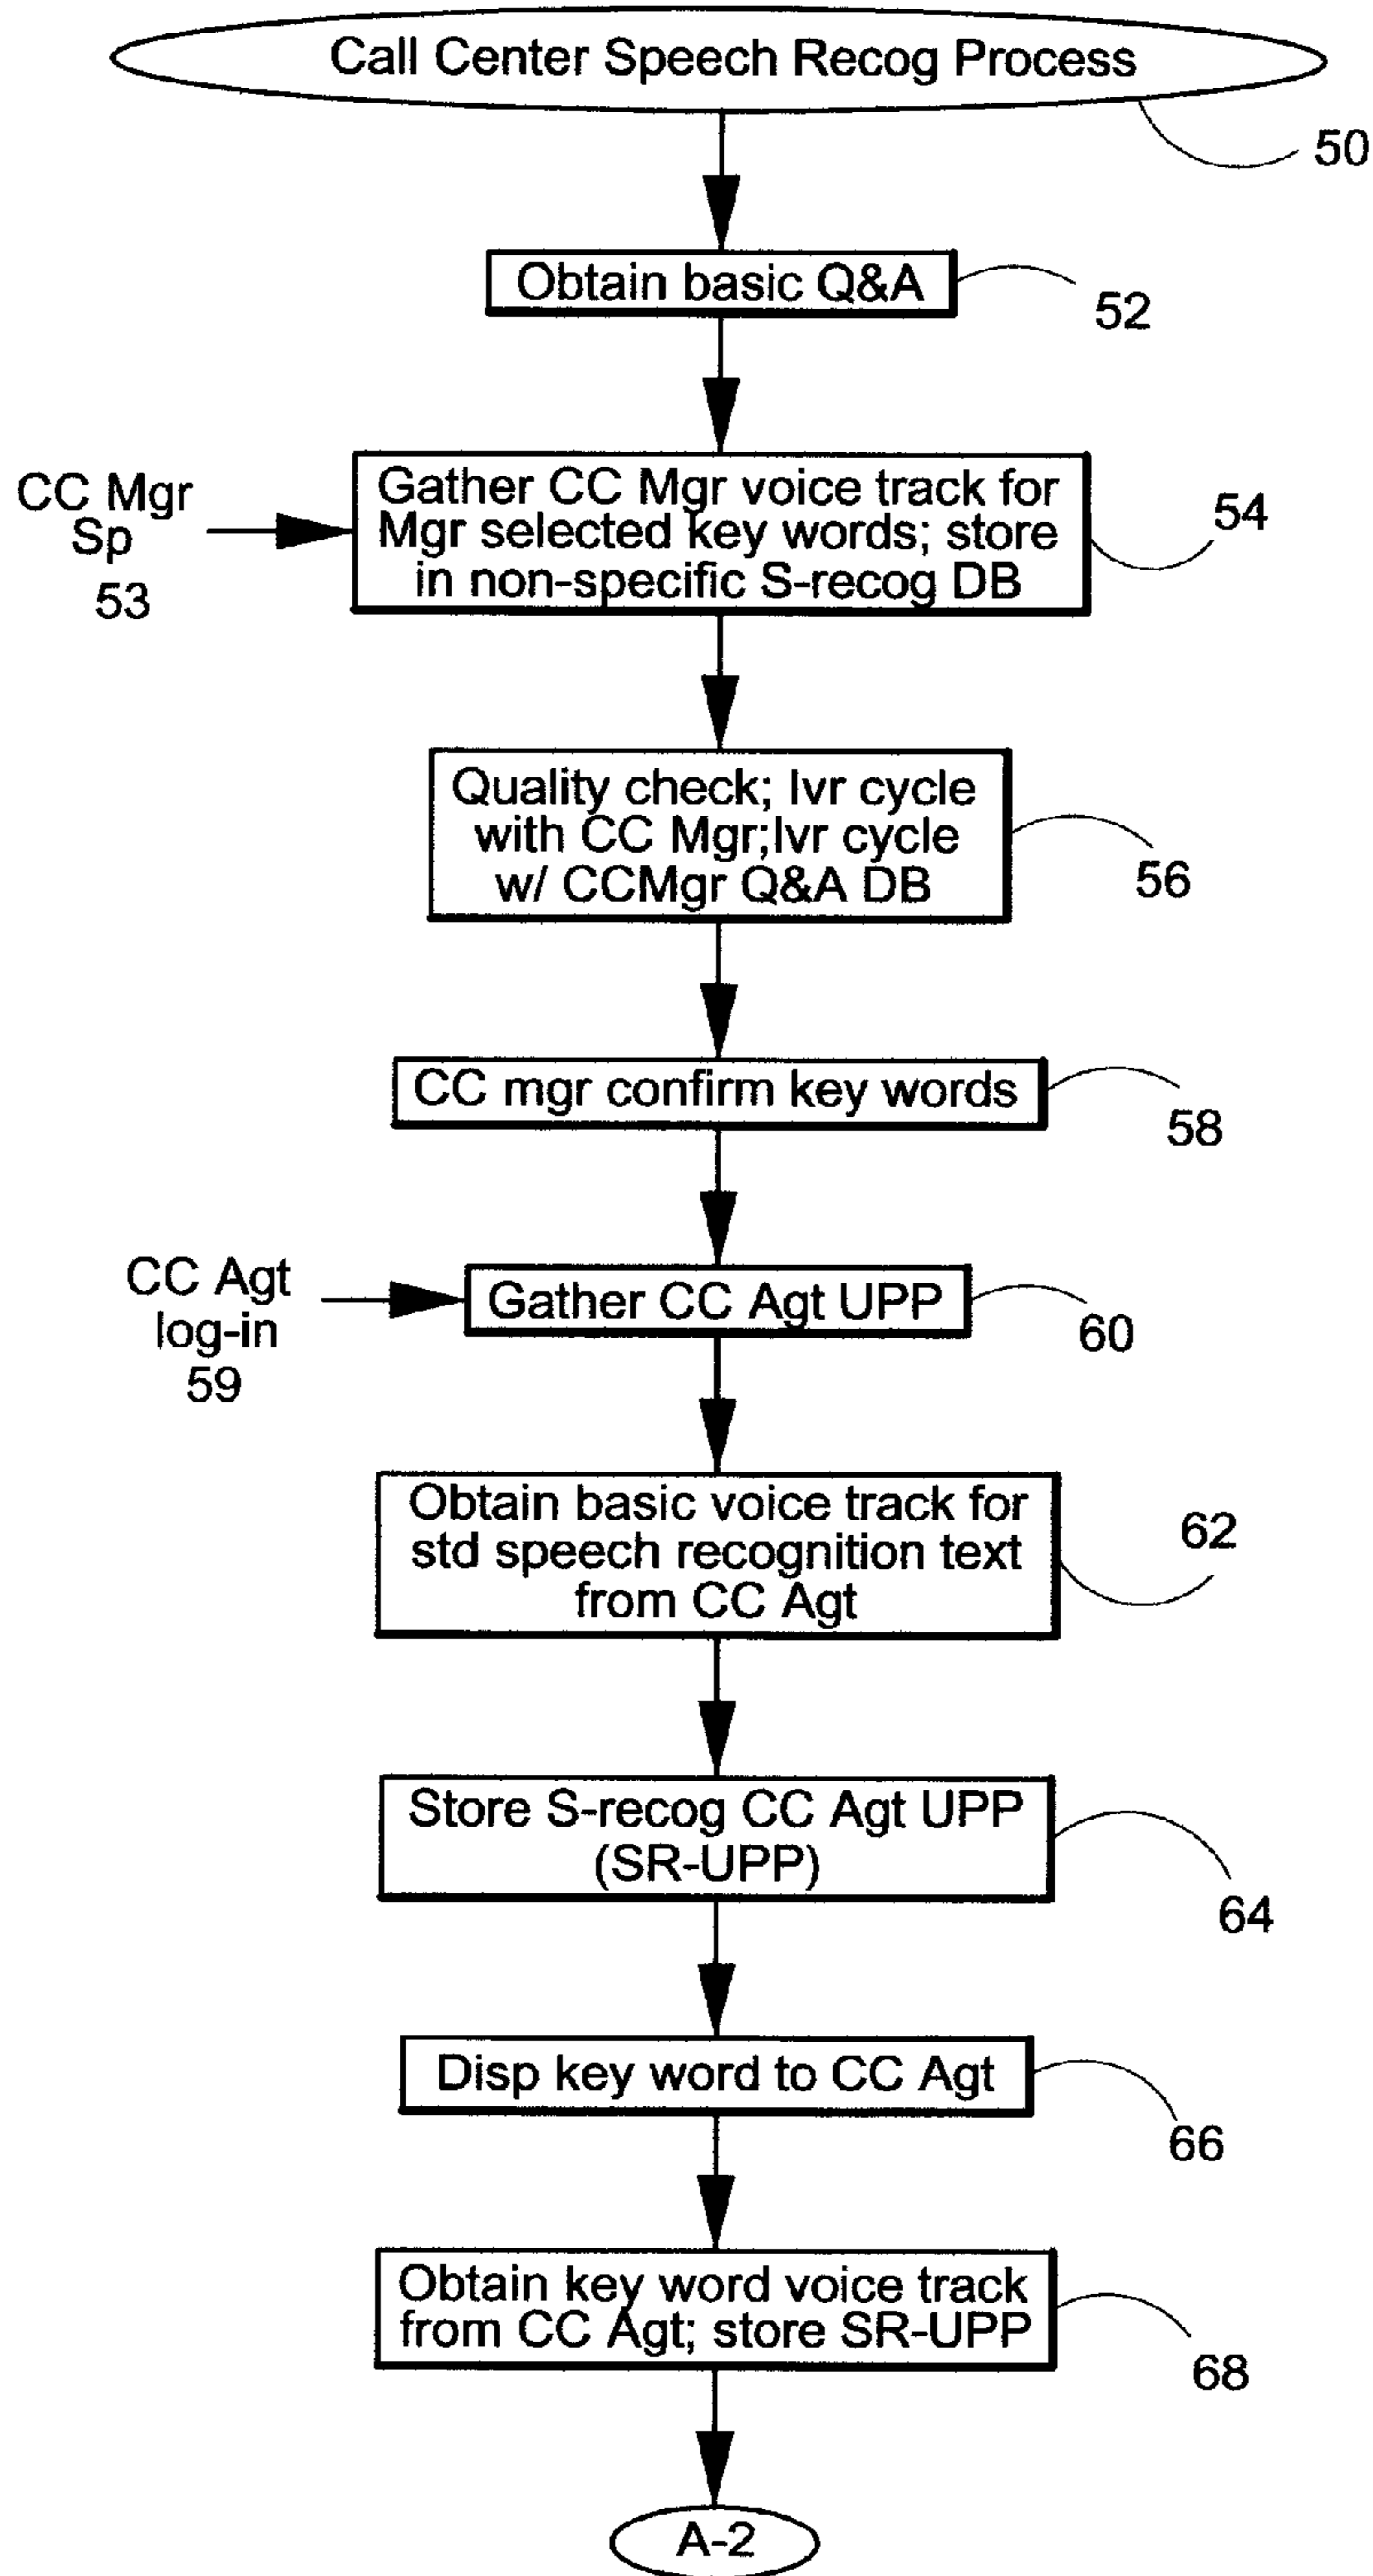 Call Center Speech Recog Process
50
Obtain basic Q&A
52
CC Mgr
Sp
53
Gather CC Mgr voice track for
Mgr selected key words; store
in non-specific S-recog DB
54
Quality check; Ivr cycle
with CC Mgr;Ivr cycle
w/ CCMgr Q&A DB
56
CC mgr confirm key words
58
CC Agt
log-in
59
Gather CC Agt UPP
60
Obtain basic voice track for
std speech recognition text
from CC Agt
62
Store S-recog CC Agt UPP
(SR-UPP)
64
Disp key word to CC Agt
66
Obtain key word voice track
from CC Agt; store SR-UPP
68
A-2